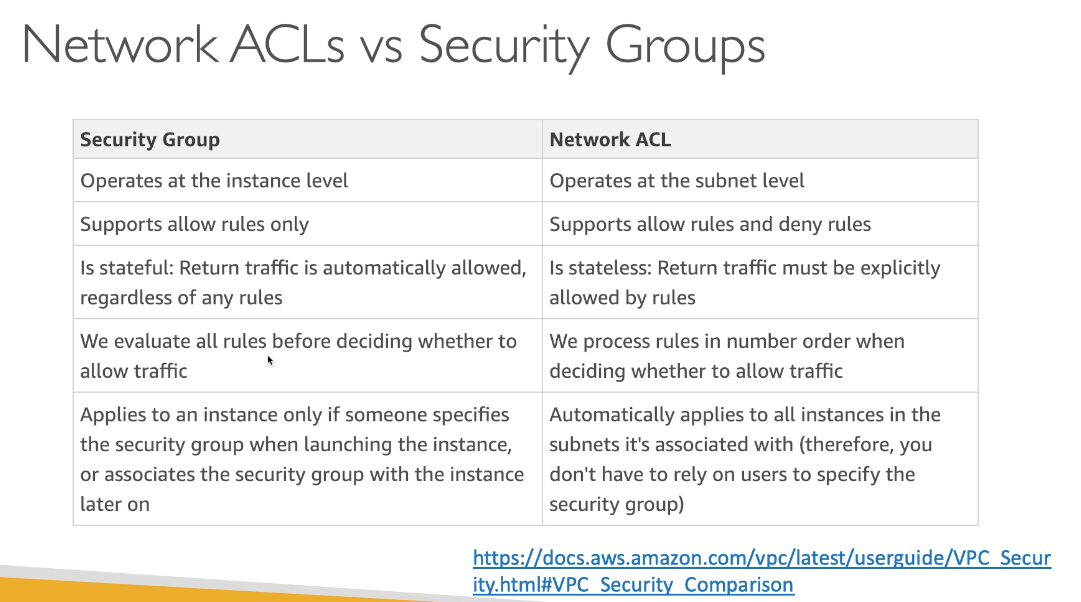 Network ACLs vs Security Groups
Security Group
Network ACL
Operates at the instance level
Operates at the subnet level
Supports allow rules only
Supports allow rules and deny rules
Is stateful: Return traffic is automatically allowed,
regardless of any rules
Is stateless: Return traffic must be explicitly
allowed by rules
We evaluate all rules before deciding whether to
allow traffic
We process rules in number order when
deciding whether to allow traffic
Applies to an instance only if someone specifies
the security group when launching the instance,
or associates the security group with the instance
later on
Automatically applies to all instances in the
subnets it's associated with (therefore, you
don't have to rely on users to specify the
security group)
https://docs.aws.amazon.com/vpc/latest/userguide/VPC_Secur
ity.html#VPC_Security_Comparison